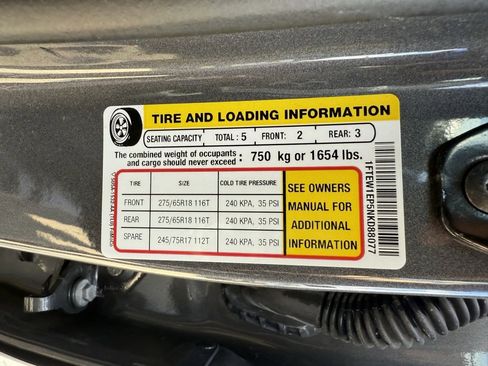 TIRE AND LOADING INFORMATION
SEATING CAPACITY TOTAL : 5 FRONT: 2 REAR: 3
The combined weight of occupants and cargo should never exceed : 750 kg or 1654 lbs.
TIRE SIZE COLD TIRE PRESSURE
FRONT 275/65R18 116T 240 KPA, 35 PSI
REAR 275/65R18 116T 240 KPA, 35 PSI
SPARE 245/75R17 112T 240 KPA, 35 PSI
SEE OWNERS
MANUAL FOR
ADDITIONAL
INFORMATION
1FTEW1EP5NKD88077